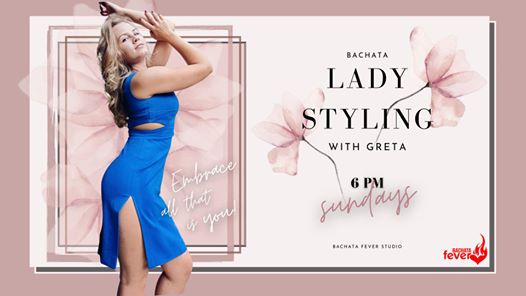 BACHATA
LADY
STYLING
WITH GRETA
6 PM
sundays
BACHATA FEVER STUDIO
Embrace
all that
is you!
BACHATA
fever